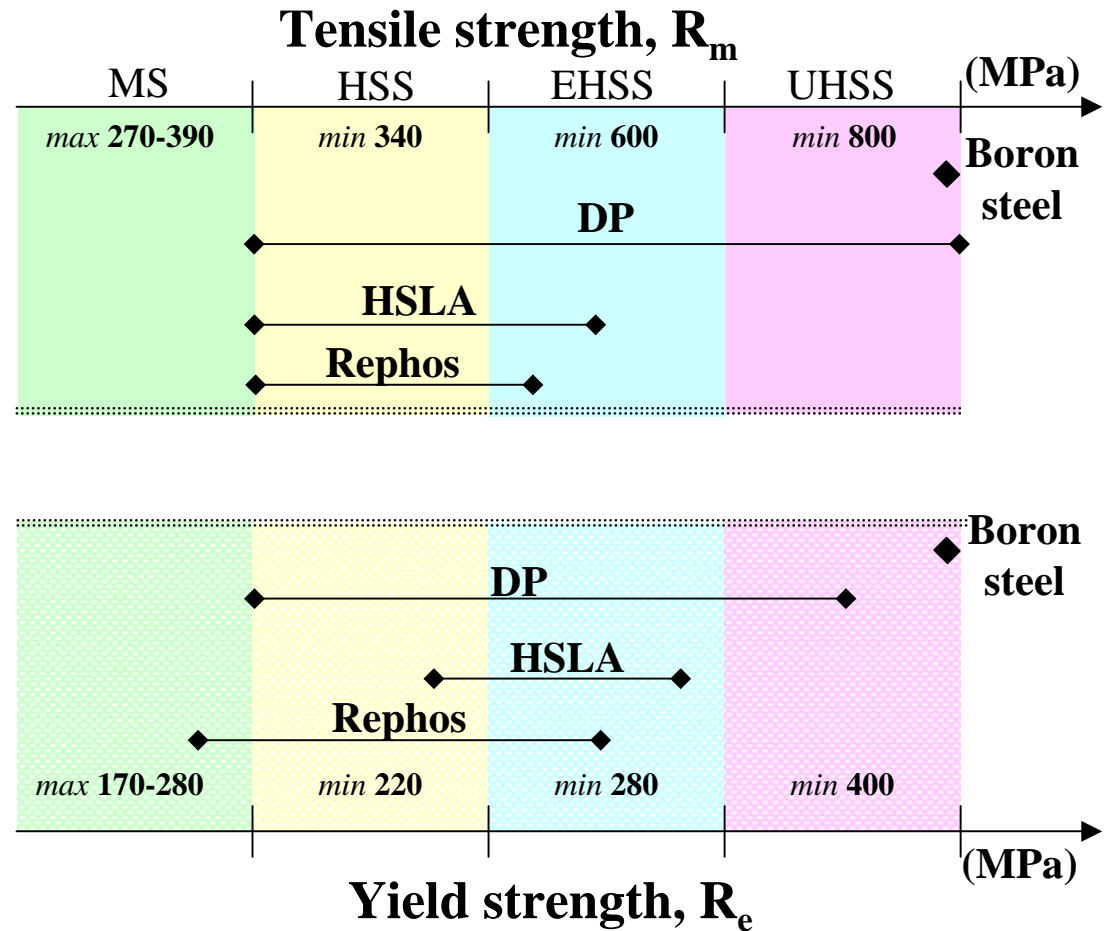 Tensile strength, Rm
MS HSS EHSS UHSS (MPa)
max 270-390 min 340 min 600 min 800
Boron
steel
DP
HSLA
Rephos
Boron
steel
DP
HSLA
Rephos
max 170-280 min 220 min 280 min 400
(MPa)
Yield strength, Re